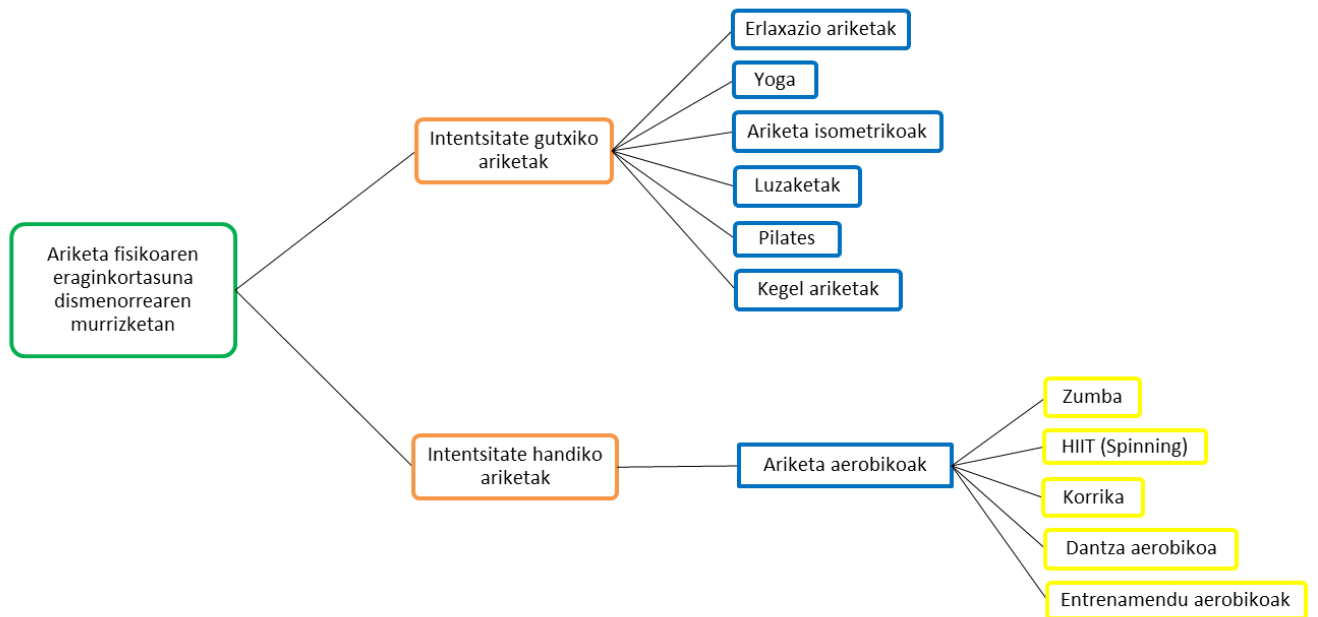 Ariketa fisikoaren
eraginkortasuna
dismenorrearen
murrizketan
Intentsitate gutxiko
ariketak
Erlaxazio ariketak
Yoga
Ariketa isometrikoak
Luzaketak
Pilates
Kegel ariketak
Intentsitate handiko
ariketak
Ariketa aerobikoak
Zumba
HIIT (Spinning)
Korrika
Dantza aerobikoa
Entrenamendu aerobikoak